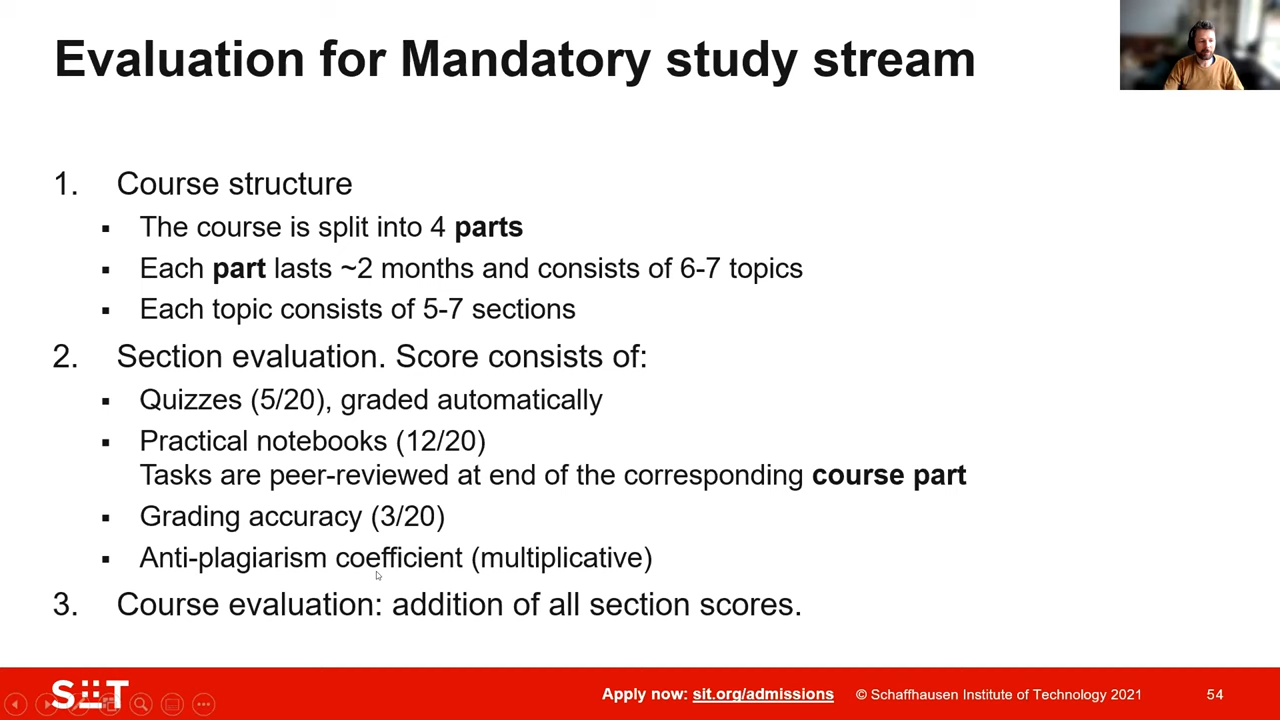 Evaluation for Mandatory study stream
1. Course structure
▪ The course is split into 4 parts
▪ Each part lasts ~2 months and consists of 6-7 topics
▪ Each topic consists of 5-7 sections
2. Section evaluation. Score consists of:
▪ Quizzes (5/20), graded automatically
▪ Practical notebooks (12/20)
Tasks are peer-reviewed at end of the corresponding course part
▪ Grading accuracy (3/20)
▪ Anti-plagiarism coefficient (multiplicative)
3. Course evaluation: addition of all section scores.
SIT
Apply now: sit.org/admissions © Schaffhausen Institute of Technology 2021 54